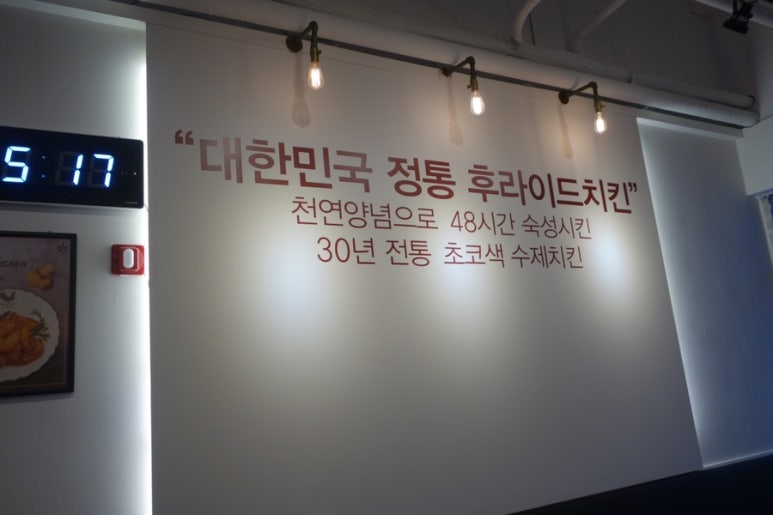 5:17
“대한민국 정통 후라이드치킨”
천연양념으로 48시간 숙성시킨
30년 전통 초코색 수제치킨
ICKEN